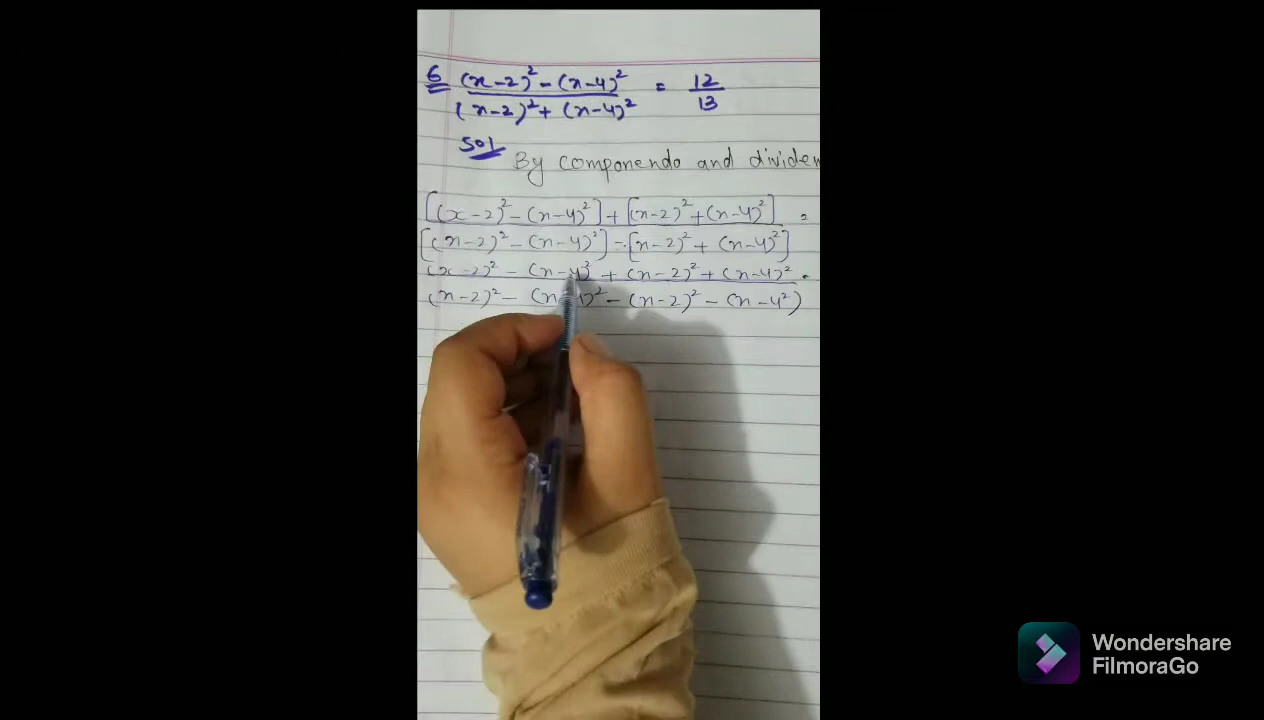 6 (x-2)² - (x-4)² = 12
(x-2)² + (x-4)² 13
Sol
By componendo and dividen
[(x-2)² - (x-4)²] + [(x-2)² + (x-4)²] =
[(x-2)² - (x-4)²] - [(x-2)² + (x-4)²]
(x-2)² - (x-4)² + (x-2)² + (x-4)² =
(x-2)² - (x-4)² - (x-2)² - (x-4²)
Wondershare
FilmoraGo